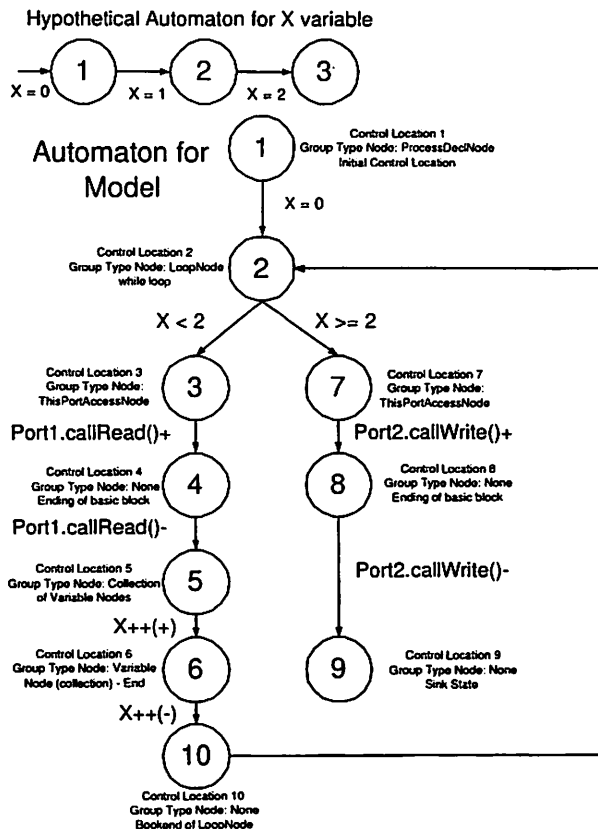 Hypothetical Automaton for X variable
1
2
3
X = 0
X = 1
X = 2
Automaton for
Model
1
Control Location 1
Group Type Node: ProcessDeclNode
Initial Control Location
X = 0
Control Location 2
Group Type Node: LoopNode
while loop
2
X < 2
X >= 2
Control Location 3
Group Type Node:
ThisPortAccessNode
3
7
Control Location 7
Group Type Node:
ThisPortAccessNode
Port1.callRead()+
Port2.callWrite()+
Control Location 4
Group Type Node: None
Ending of basic block
4
8
Control Location 8
Group Type Node: None
Ending of basic block
Port1.callRead()-
Control Location 5
Group Type Node: Collection
of Variable Nodes
5
Port2.callWrite()-
X++(+)
Control Location 6
Group Type Node: Variable
Node (collection) - End
6
9
Control Location 9
Group Type Node: None
Sink State
X++(-)
10
Control Location 10
Group Type Node: None
Bookend of LoopNode